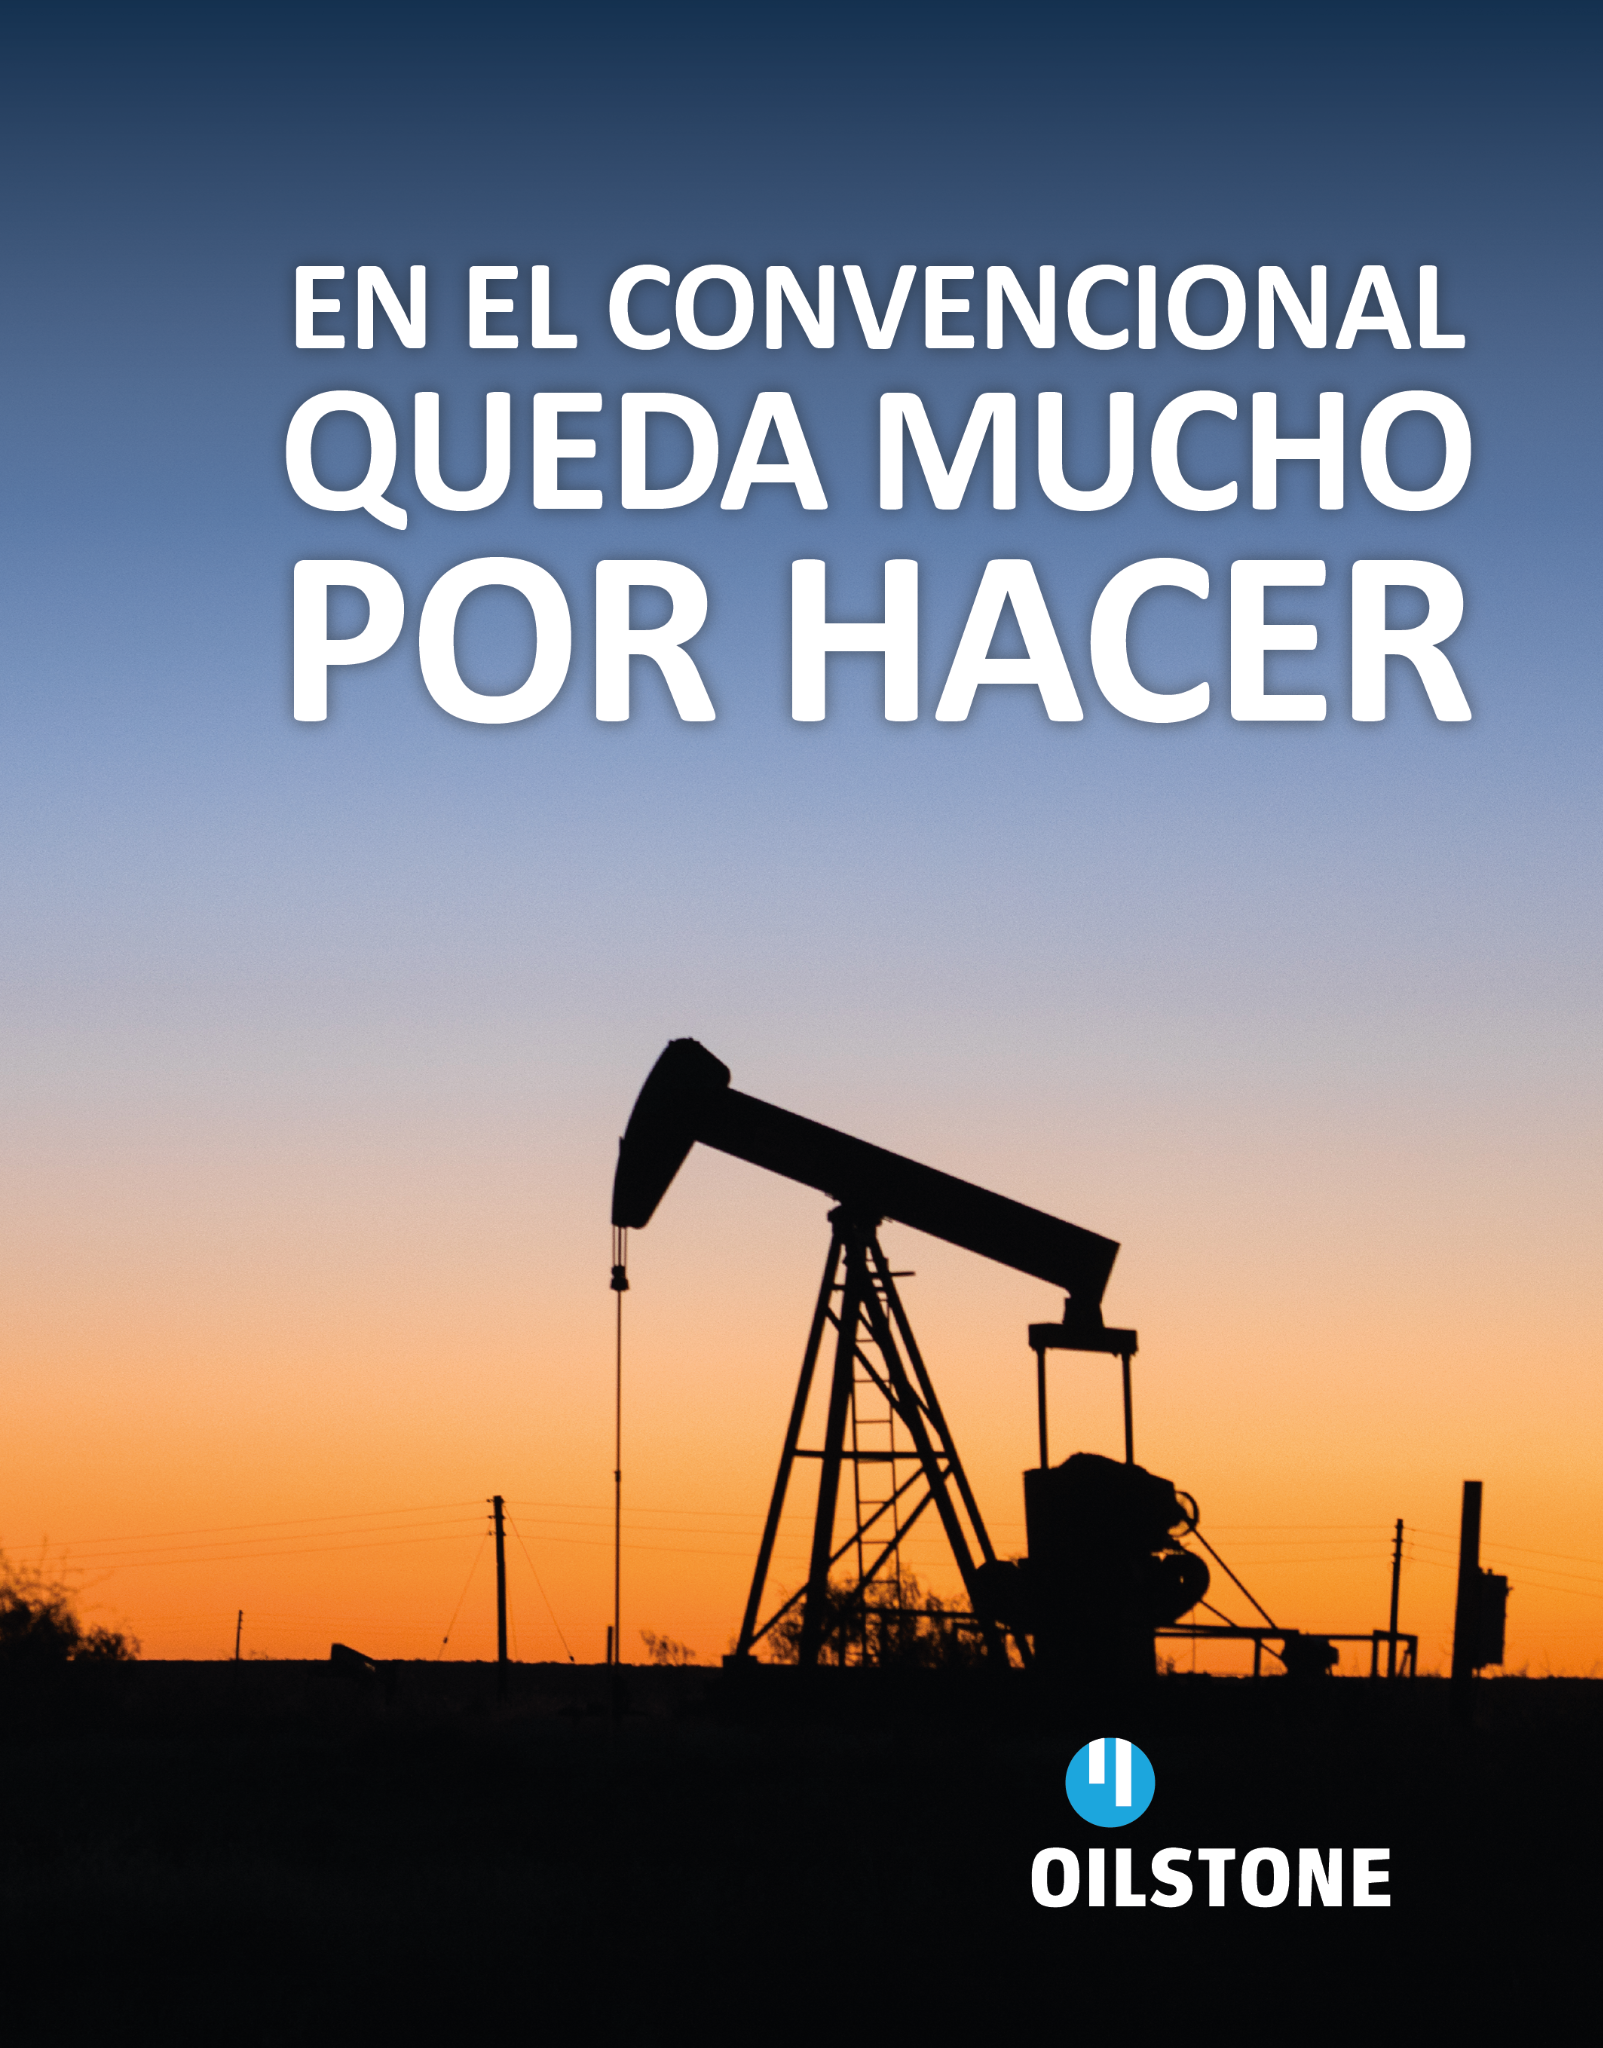 EN EL CONVENCIONAL
QUEDA MUCHO
POR HACER
OILSTONE